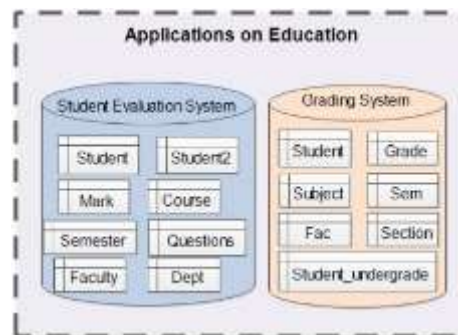 Applications on Education
Student Evaluation System
Student
Student2
Mark
Course
Semester
Questions
Faculty
Dept
Grading System
Student
Grade
Subject
Sem
Fac
Section
Student_undergrade